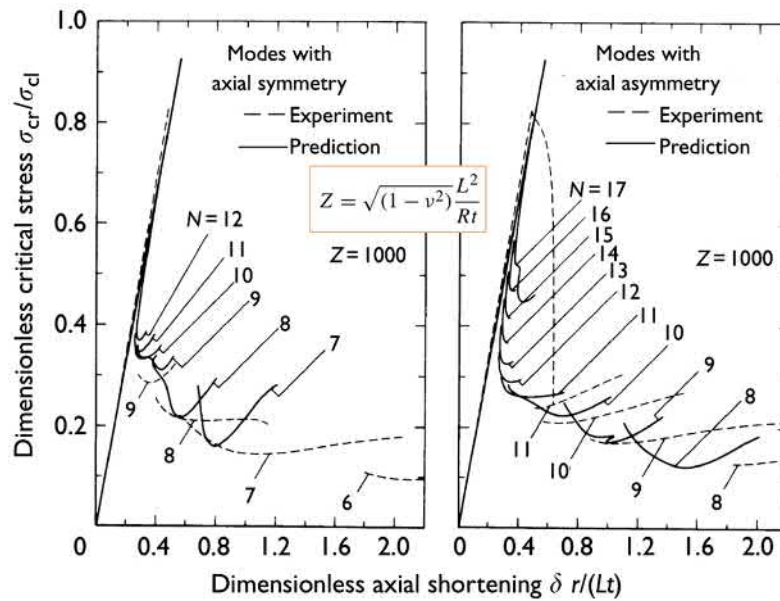 Dimensionless critical stress σcr/σcl
1.0
0.8
0.6
0.4
0.2
0
Modes with
axial symmetry
Experiment
Prediction
N = 12
11
10
9
8
7
Z = 1000
9
8
7
6
0.4
0.8
1.2
1.6
2.0
Z = √(1 − ν²) L²/Rt
Modes with
axial asymmetry
Experiment
Prediction
N = 17
16
15
14
13
12
11
10
9
8
Z = 1000
11
10
9
8
0
0.4
0.8
1.2
1.6
2.0
Dimensionless axial shortening δ r/(Lt)